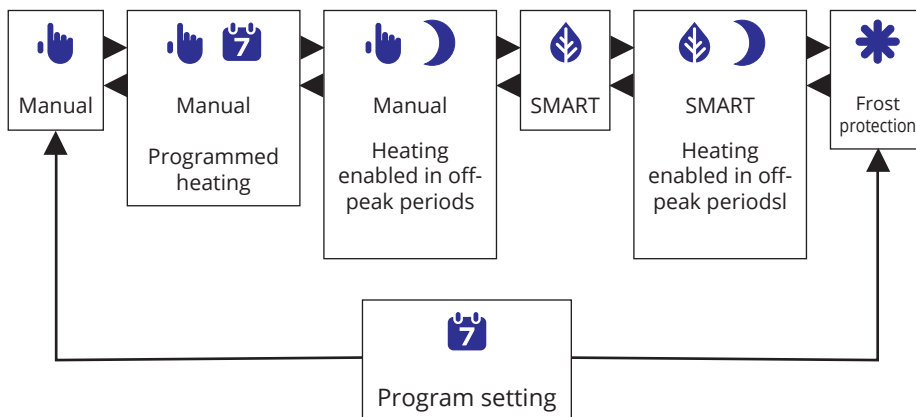 Manual
7
Manual
Programmed
heating
Manual
Heating
enabled in off-
peak periods
SMART
SMART
Heating
enabled in off-
peak periodsl
Frost
protection
7
Program setting